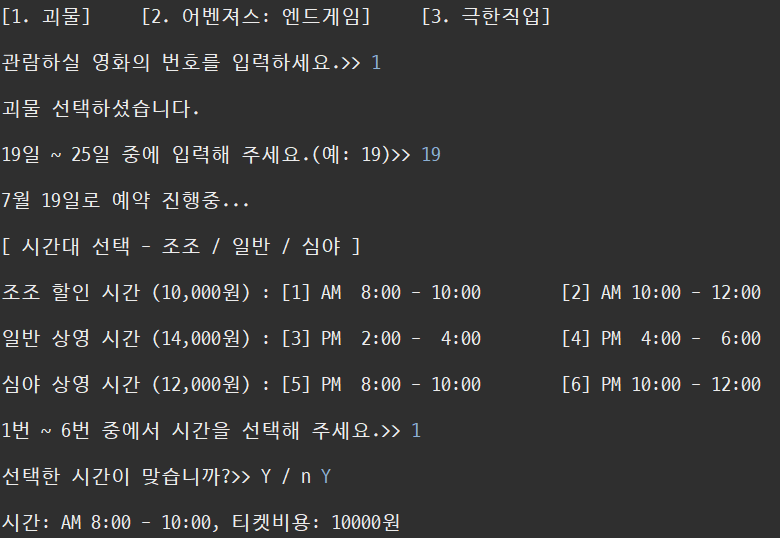 [1. 괴물]     [2. 어벤져스: 엔드게임]     [3. 극한직업]
관람하실 영화의 번호를 입력하세요.>> 1
괴물 선택하셨습니다.
19일 ~ 25일 중에 입력해 주세요.(예: 19)>> 19
7월 19일로 예약 진행중...
[ 시간대 선택 - 조조 / 일반 / 심야 ]
조조 할인 시간 (10,000원) : [1] AM  8:00 - 10:00        [2] AM 10:00 - 12:00
일반 상영 시간 (14,000원) : [3] PM  2:00 -  4:00        [4] PM  4:00 -  6:00
심야 상영 시간 (12,000원) : [5] PM  8:00 - 10:00        [6] PM 10:00 - 12:00
1번 ~ 6번 중에서 시간을 선택해 주세요.>> 1
선택한 시간이 맞습니까?>> Y / n Y
시간: AM 8:00 - 10:00, 티켓비용: 10000원